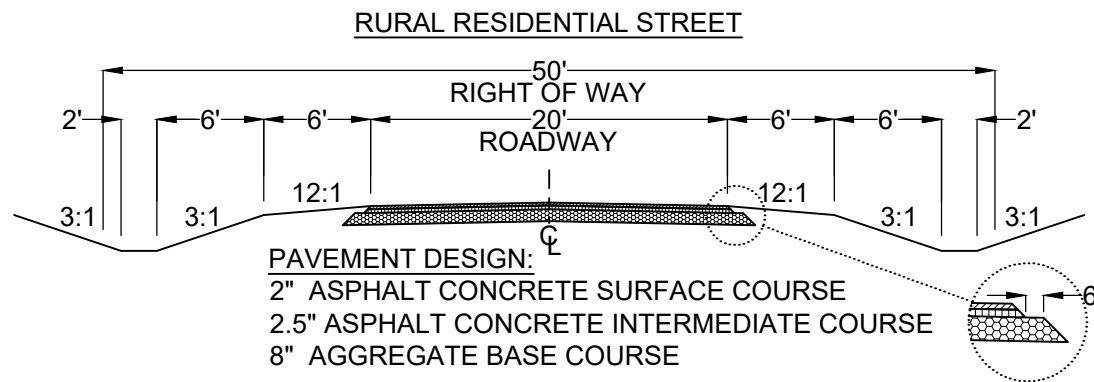 RURAL RESIDENTIAL STREET
50'
RIGHT OF WAY
2' 6' 6' 20' 6' 6' 2'
ROADWAY
3:1 3:1 12:1 12:1 3:1 3:1
CL
PAVEMENT DESIGN:
2" ASPHALT CONCRETE SURFACE COURSE
2.5" ASPHALT CONCRETE INTERMEDIATE COURSE
8" AGGREGATE BASE COURSE
6